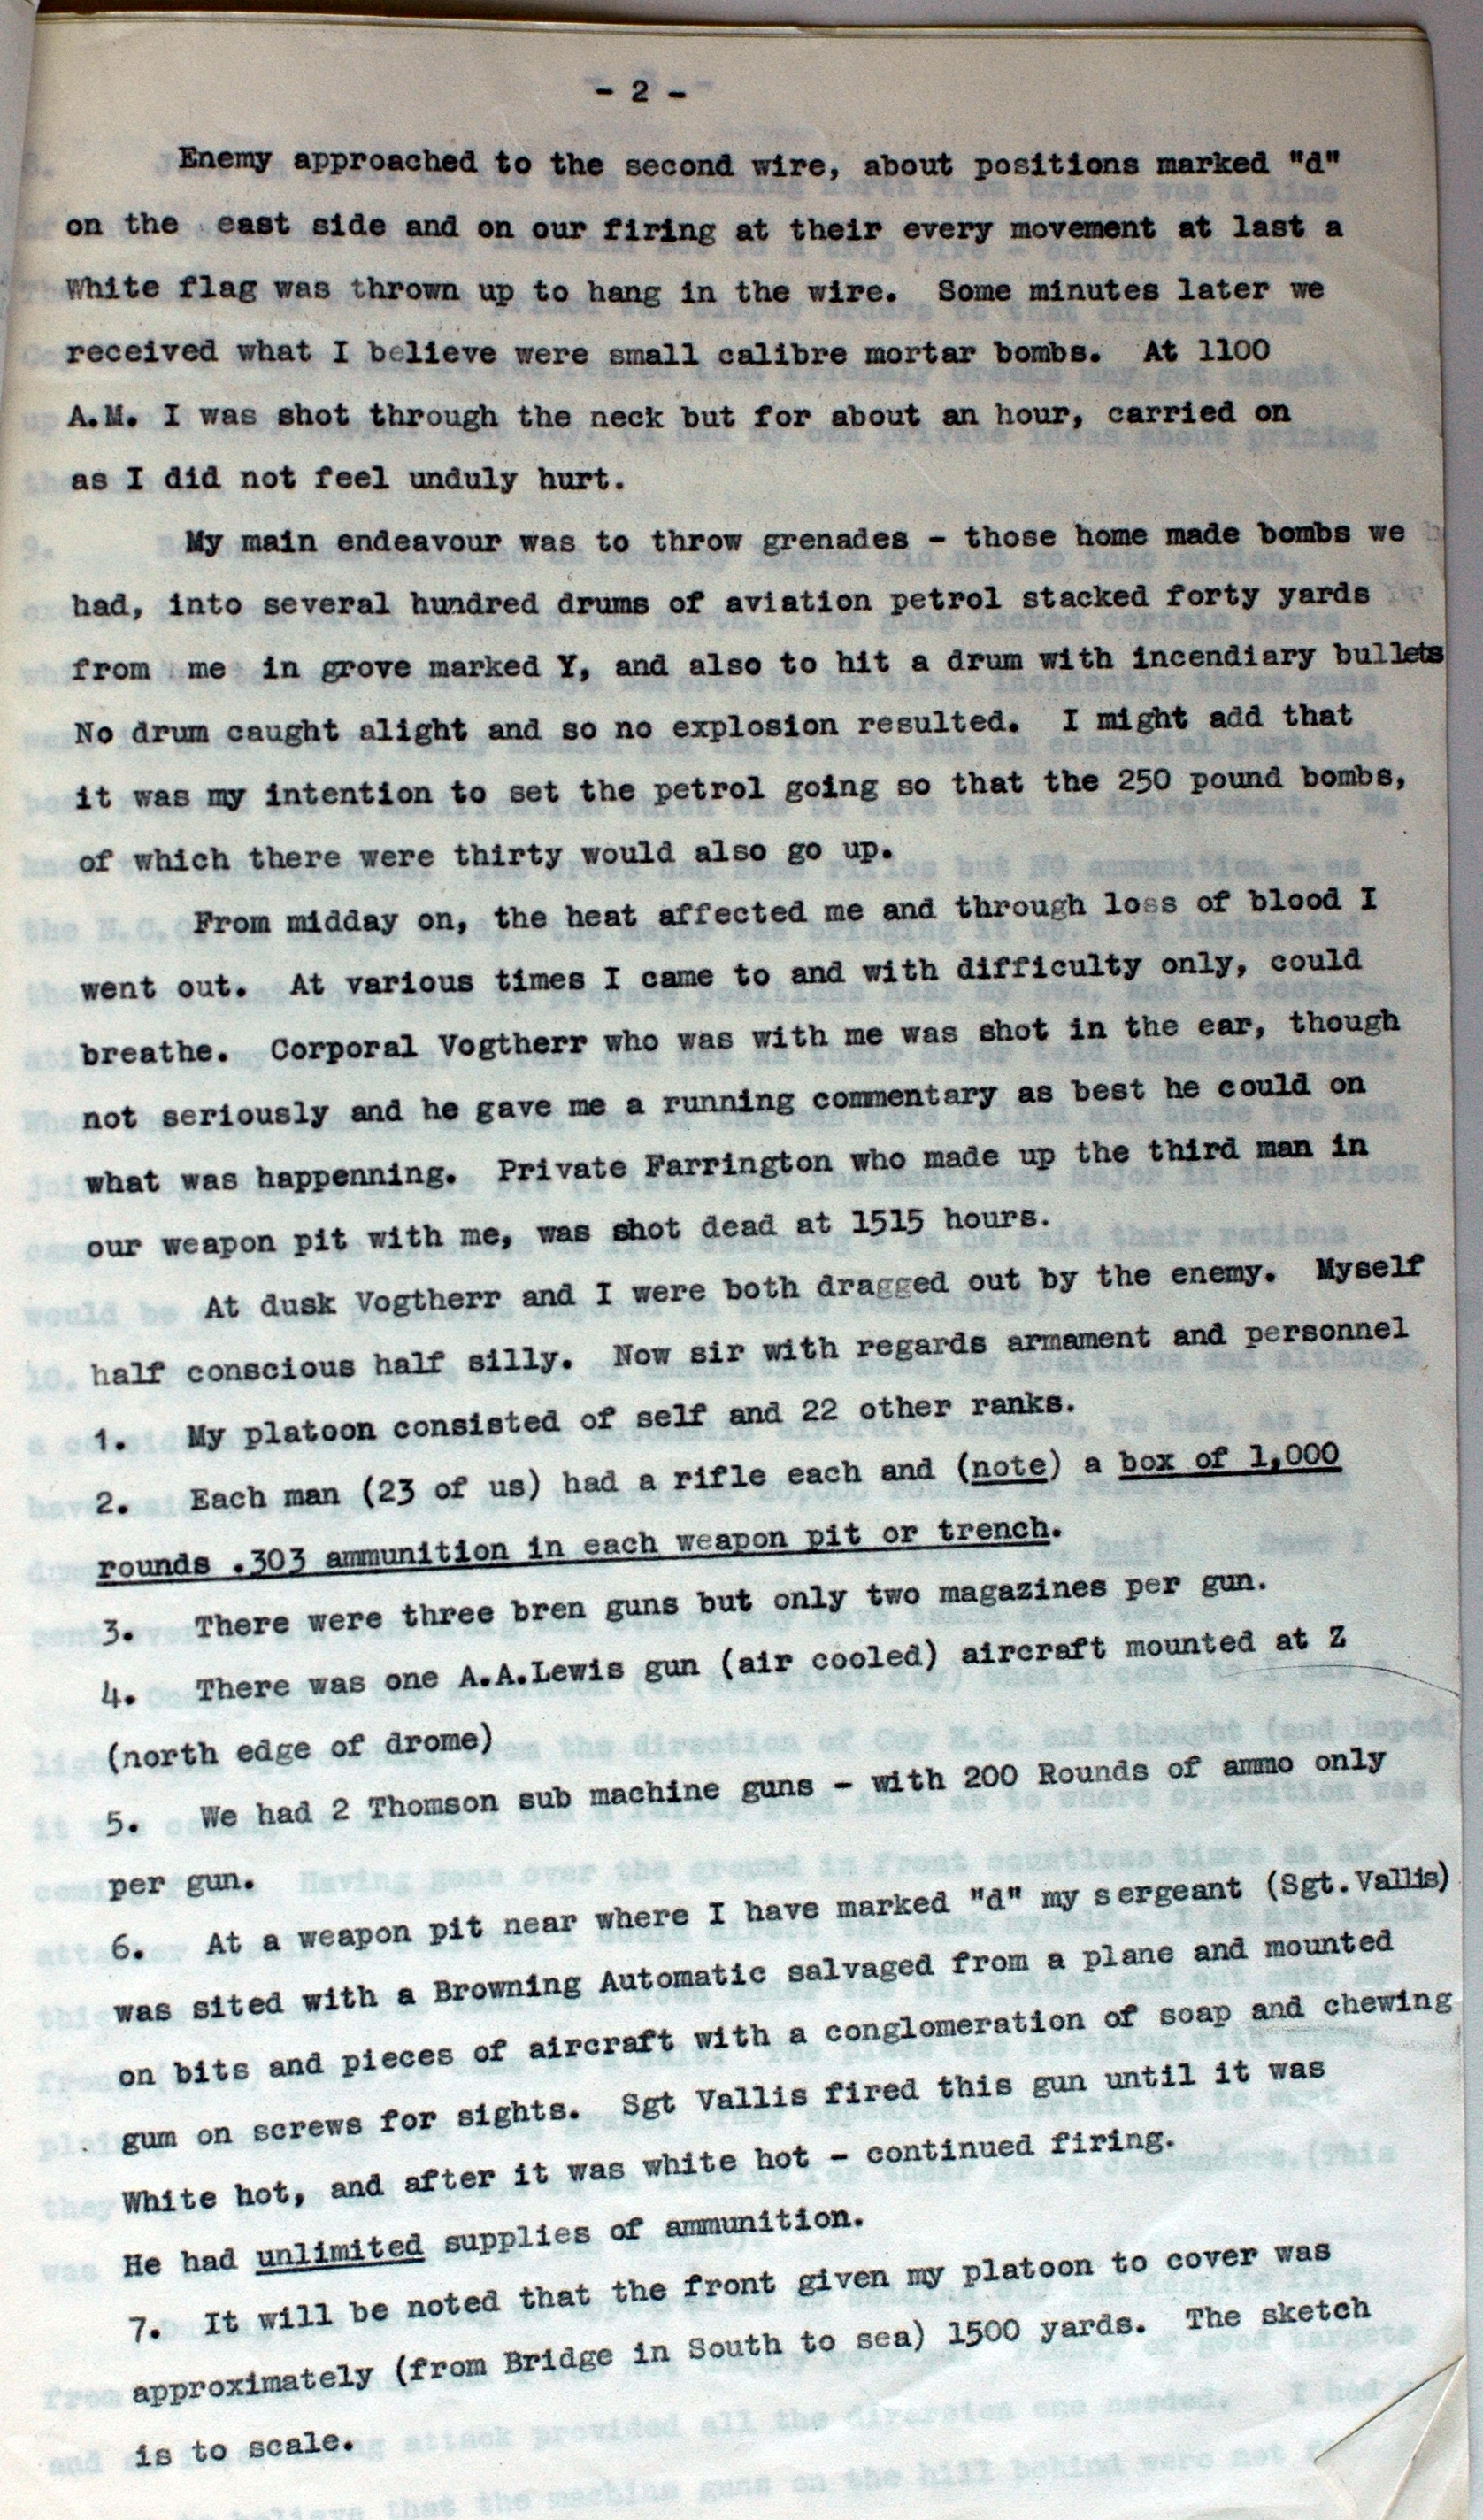 - 2 -
Enemy approached to the second wire, about positions marked "d"
on the east side and on our firing at their every movement at last a
White flag was thrown up to hang in the wire. Some minutes later we
received what I believe were small calibre mortar bombs. At 1100
A.M. I was shot through the neck but for about an hour, carried on
as I did not feel unduly hurt.
My main endeavour was to throw grenades - those home made bombs we
had, into several hundred drums of aviation petrol stacked forty yards
from me in grove marked Y, and also to hit a drum with incendiary bullets
No drum caught alight and so no explosion resulted. I might add that
it was my intention to set the petrol going so that the 250 pound bombs,
of which there were thirty would also go up.
From midday on, the heat affected me and through loss of blood I
went out. At various times I came to and with difficulty only, could
breathe. Corporal Vogtherr who was with me was shot in the ear, though
not seriously and he gave me a running commentary as best he could on
what was happenning. Private Farrington who made up the third man in
our weapon pit with me, was shot dead at 1515 hours.
At dusk Vogtherr and I were both dragged out by the enemy. Myself
half conscious half silly. Now sir with regards armament and personnel
1. My platoon consisted of self and 22 other ranks.
2. Each man (23 of us) had a rifle each and (note) a box of 1,000
rounds .303 ammunition in each weapon pit or trench.
3. There were three bren guns but only two magazines per gun.
4. There was one A.A.Lewis gun (air cooled) aircraft mounted at Z
(north edge of drome)
5. We had 2 Thomson sub machine guns - with 200 Rounds of ammo only
per gun.
6. At a weapon pit near where I have marked "d" my sergeant (Sgt.Vallis)
was sited with a Browning Automatic salvaged from a plane and mounted
on bits and pieces of aircraft with a conglomeration of soap and chewing
gum on screws for sights. Sgt Vallis fired this gun until it was
White hot, and after it was white hot - continued firing.
He had unlimited supplies of ammunition.
7. It will be noted that the front given my platoon to cover was
approximately (from Bridge in South to sea) 1500 yards. The sketch
is to scale.